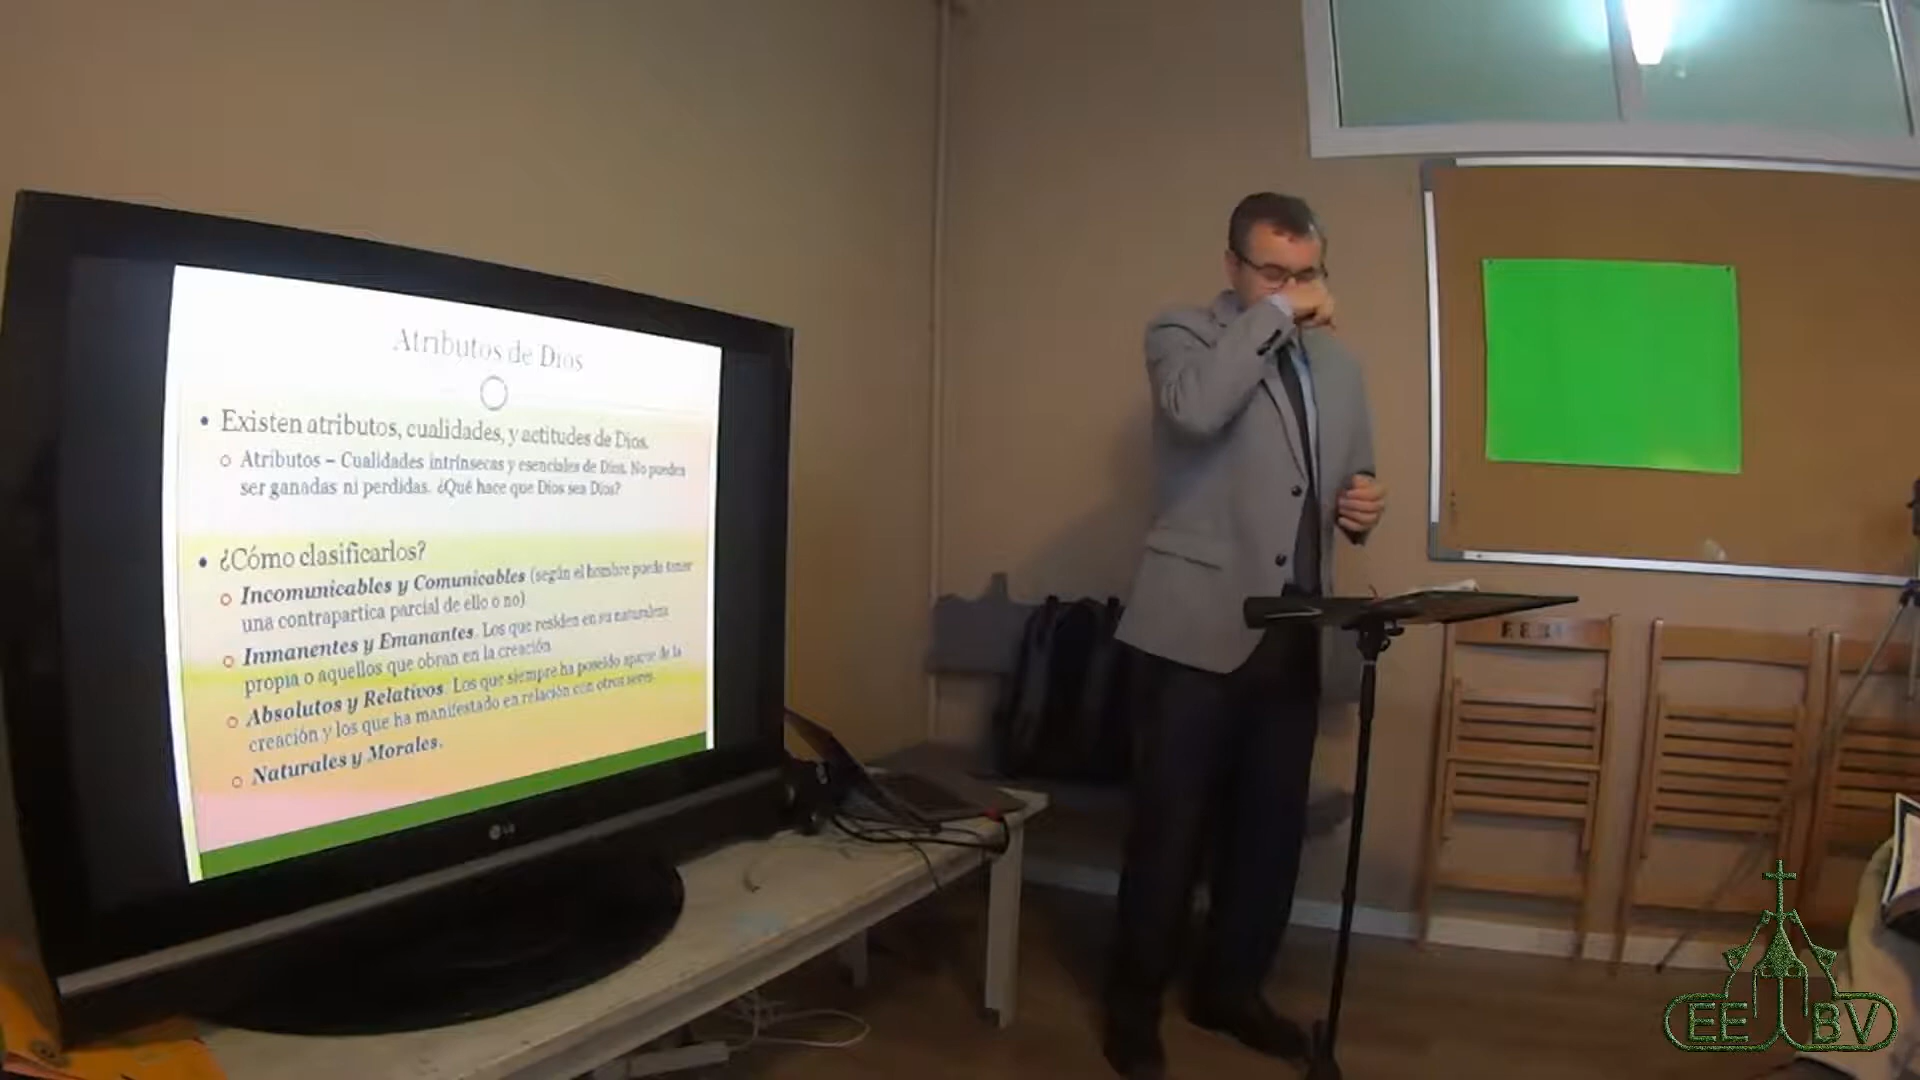 Atributos de Dios
• Existen atributos, cualidades, y actitudes de Dios.
○ Atributos – Cualidades intrínsecas y esenciales de Dios. No pueden
ser ganadas ni perdidas. ¿Qué hace que Dios sea Dios?
• ¿Cómo clasificarlos?
○ Incomunicables y Comunicables (según el hombre pueda tener
una contrapartica parcial de ello o no)
○ Inmanentes y Emanantes. Los que residen en su naturaleza
propia o aquellos que obran en la creación
○ Absolutos y Relativos. Los que siempre ha poseído aparte de la
creación y los que ha manifestado en relación con otros seres.
○ Naturales y Morales.
LG
EEBV